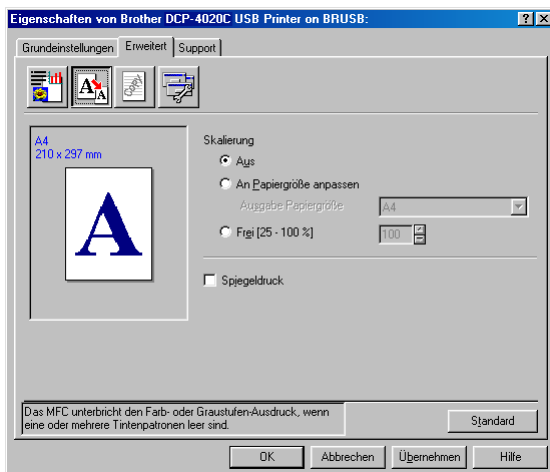 Eigenschaften von Brother DCP-4020C USB Printer on BRUSB:
Grundeinstellungen Erweitert Support
A A Copy
A4
210 x 297 mm
A
Skalierung
Aus
An Papiergröße anpassen
Ausgabe Papiergröße A4
Frei [25 - 100 %] 100
Spiegeldruck
Das MFC unterbricht den Farb- oder Graustufen-Ausdruck, wenn
eine oder mehrere Tintenpatronen leer sind.
Standard
OK Abbrechen Übernehmen Hilfe